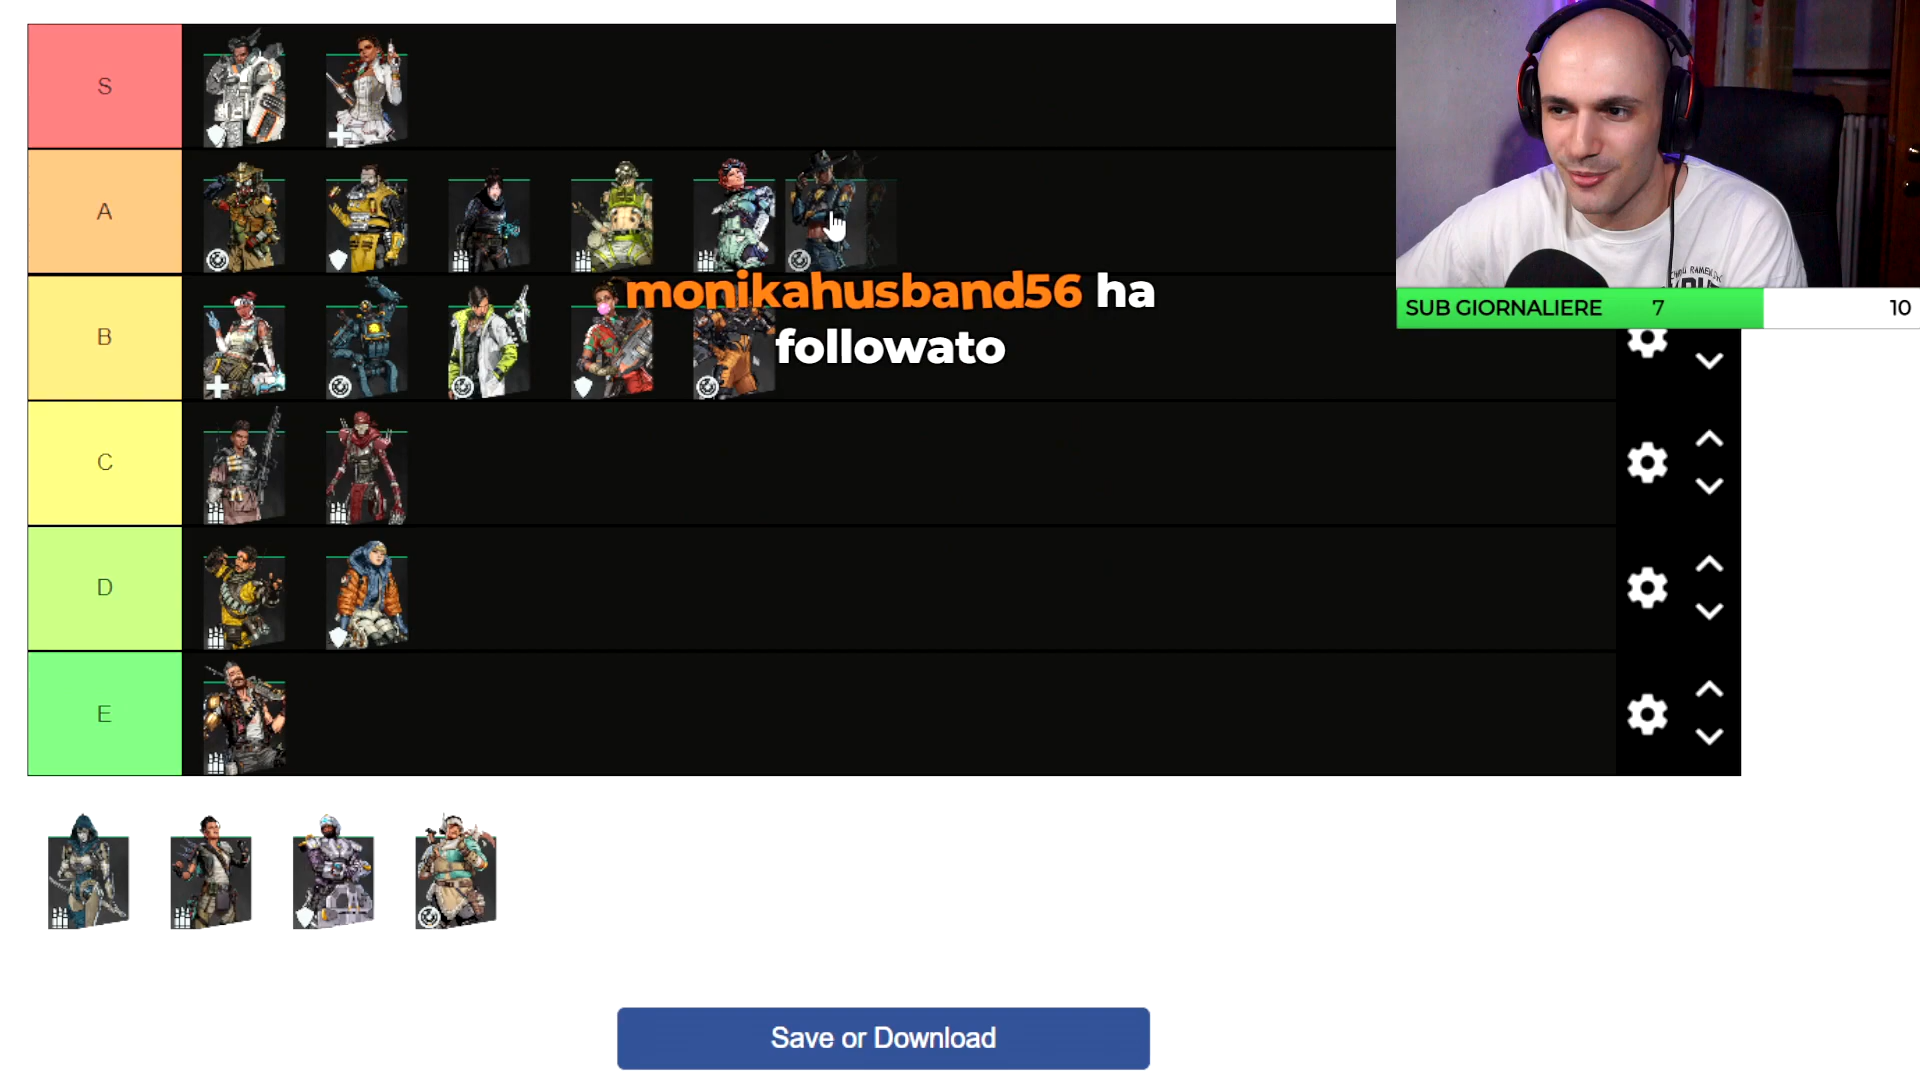 S
A
monikahusband56 ha
followato
SUB GIORNALIERE 7 10
B
C
D
E
Save or Download